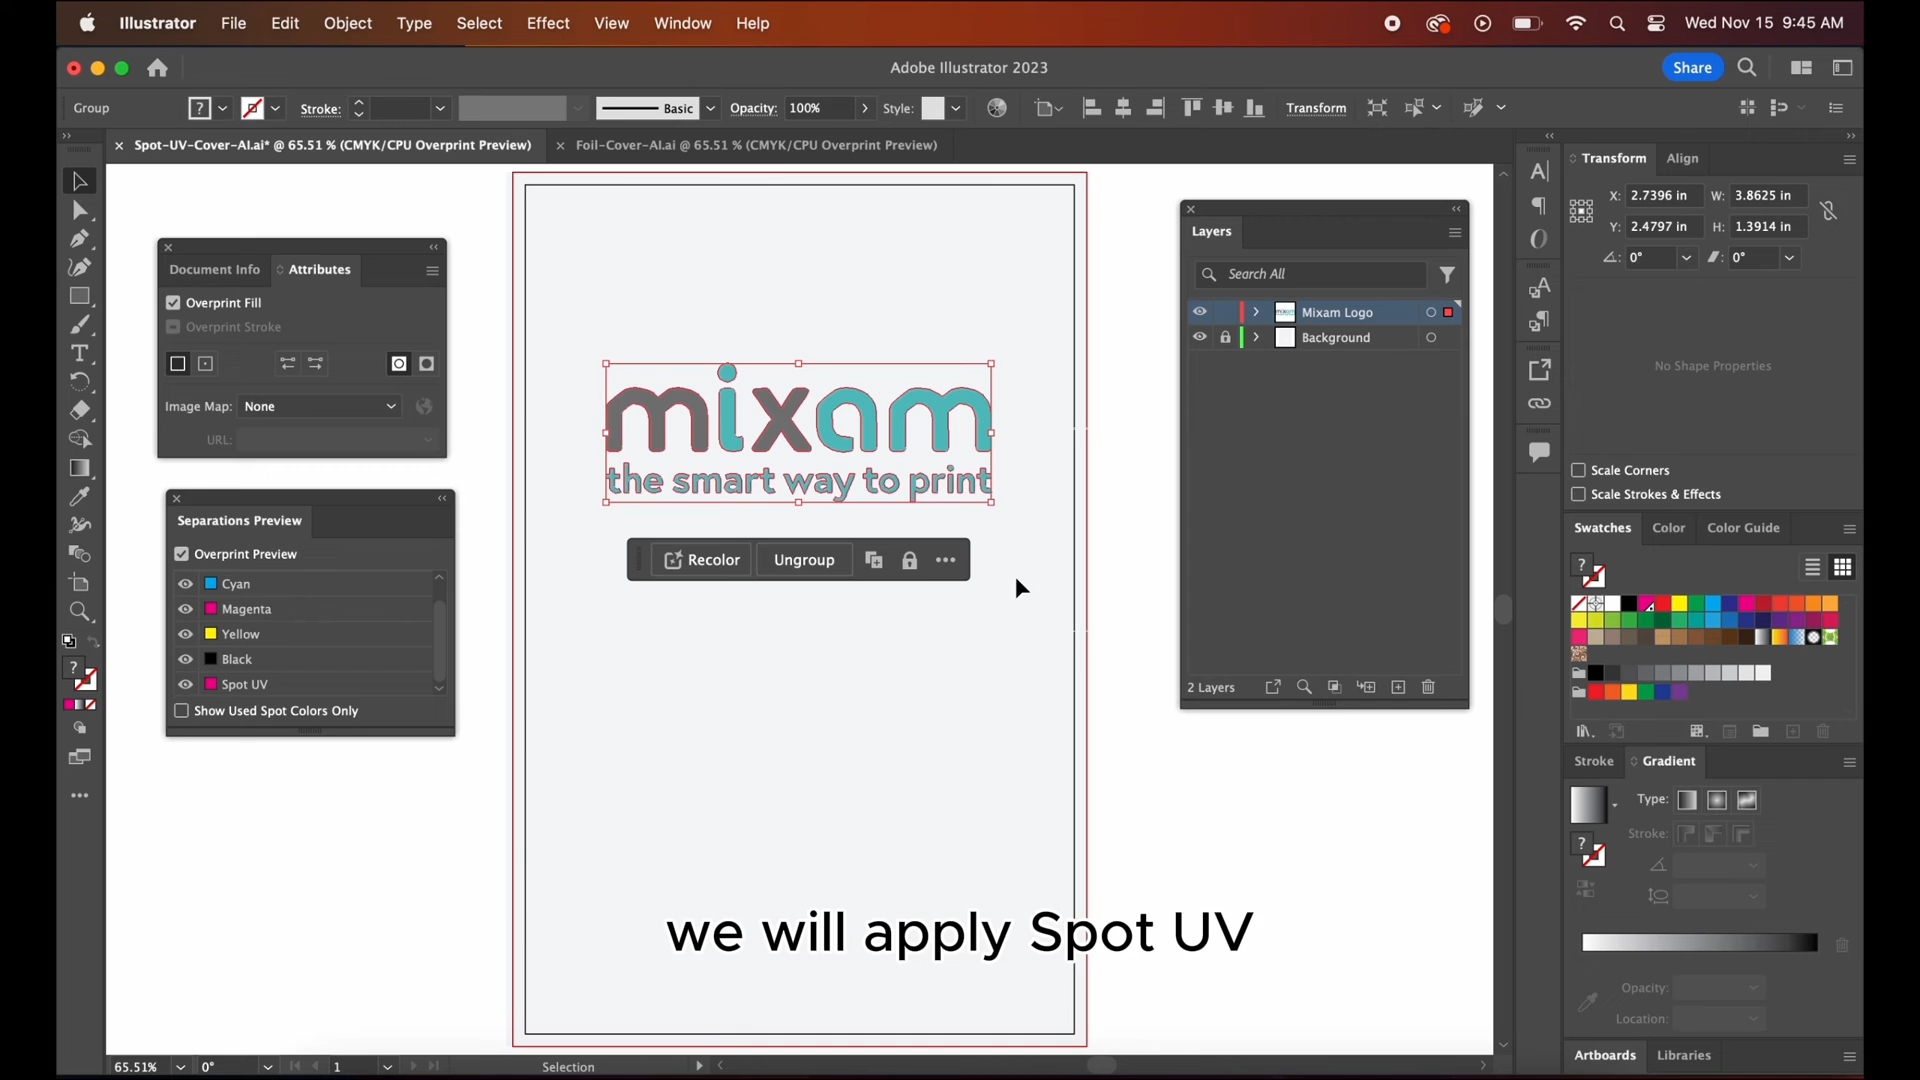 Illustrator File Edit Object Type Select Effect View Window Help Wed Nov 15 9:45 AM
Adobe Illustrator 2023 Share
Group ? Stroke: Basic Opacity: 100% Style: Transform
Spot-UV-Cover-AI.ai* @ 65.51 % (CMYK/CPU Overprint Preview)
Foil-Cover-AI.ai @ 65.51 % (CMYK/CPU Overprint Preview)
Document Info Attributes
Overprint Fill
Overprint Stroke
Image Map: None
URL:
Separations Preview
Overprint Preview
Cyan
Magenta
Yellow
Black
Spot UV
Show Used Spot Colors Only
mixam
the smart way to print
Recolor Ungroup
we will apply Spot UV
Layers
Search All
Mixam Logo
Background
2 Layers
Transform Align
X: 2.7396 in W: 3.8625 in
Y: 2.4797 in H: 1.3914 in
0° 0°
No Shape Properties
Scale Corners
Scale Strokes & Effects
Swatches Color Color Guide
?
Stroke Gradient
Type:
Stroke:
?
Opacity:
Location:
Artboards Libraries
65.51% 0° 1 Selection